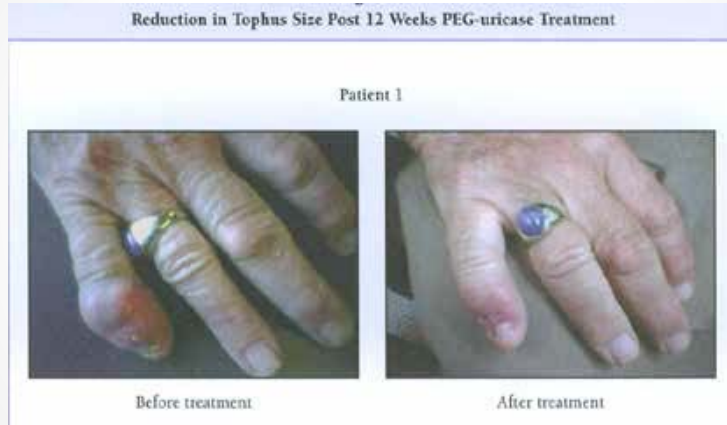 Reduction in Tophus Size Post 12 Weeks PEG-uricase Treatment
Patient 1
Before treatment
After treatment